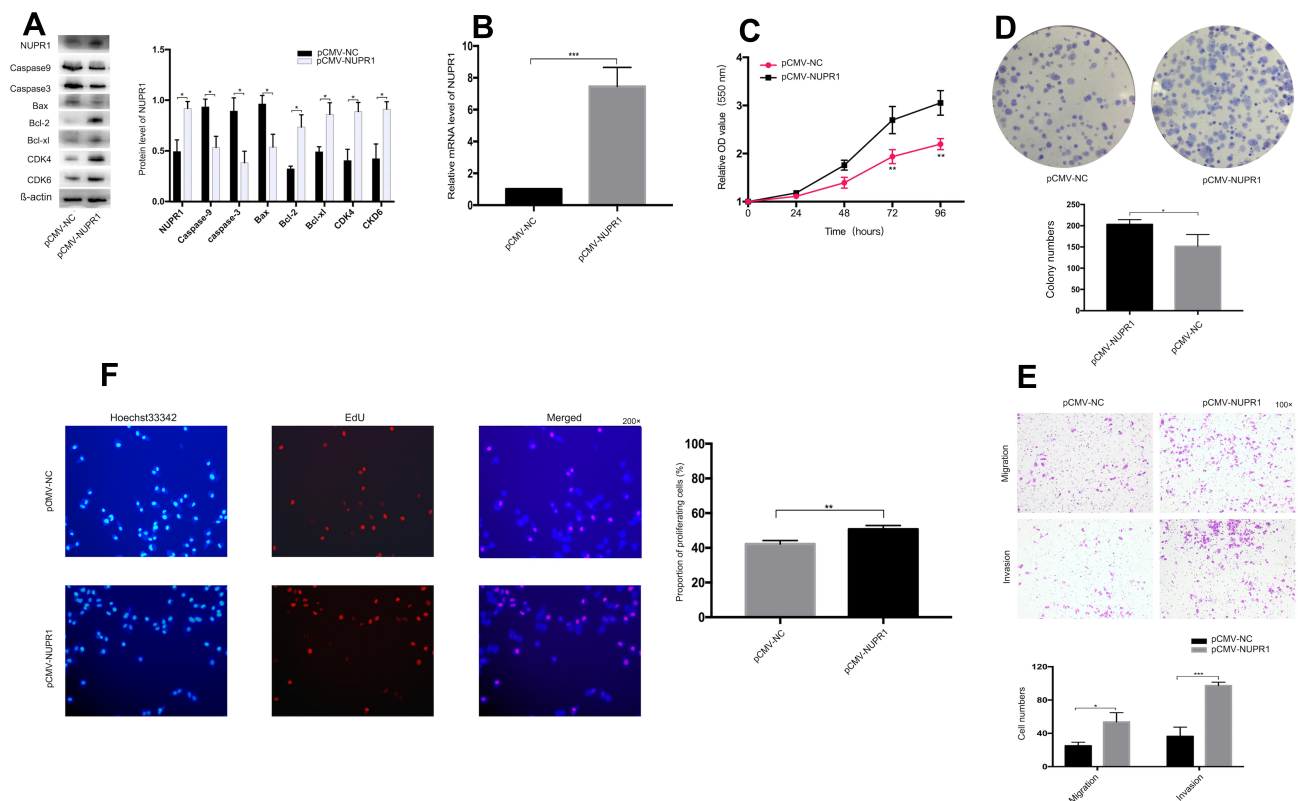 A
NUPR1
Caspase9
Caspase3
Bax
Bcl-2
Bcl-xl
CDK4
CDK6
ß-actin
pCMV-NC
pCMV-NUPR1
pCMV-NC
pCMV-NUPR1
Protein level of NUPR1
1.5
1.0
0.5
0.0
* * * * * * * *
NUPR1
Caspase-9
caspase-3
Bax
Bcl-2
Bcl-xl
CDK4
CKD6
B
Relative mRNA level of NUPR1
10
8
6
4
2
0
***
pCMV-NC
pCMV-NUPR1
C
pCMV-NC
pCMV-NUPR1
Relative OD value (550 nm)
4
3
2
1
**
**
0 24 48 72 96
Time (hours)
D
pCMV-NC
pCMV-NUPR1
Colony numbers
250
200
150
100
50
0
*
pCMV-NUPR1
pCMV-NC
E
pCMV-NC
pCMV-NUPR1
100×
Migration
Invasion
pCMV-NC
pCMV-NUPR1
Cell numbers
120
80
40
0
*
***
Migration
Invasion
F
Hoechst33342
EdU
Merged
200×
pCMV-NC
pCMV-NUPR1
Proportion of proliferating cells (%)
100
80
60
40
20
0
**
pCMV-NC
pCMV-NUPR1